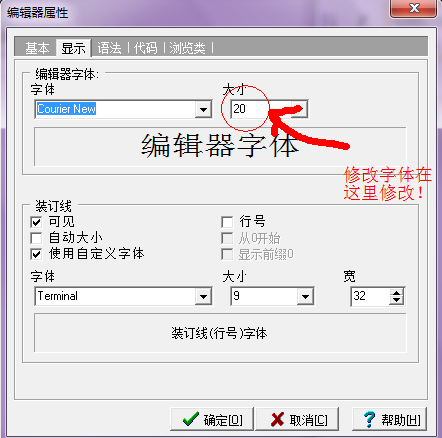 编辑器属性
基本 显示 语法 代码 浏览类
编辑器字体:
字体 大小
Courier New 20
编辑器字体
修改字体在
这里修改!
装订线
可见 行号
自动大小 从0开始
使用自定义字体 显示前缀0
字体 大小 宽
Terminal 9 32
装订线(行号)字体
确定[O] 取消[C] 帮助[H]